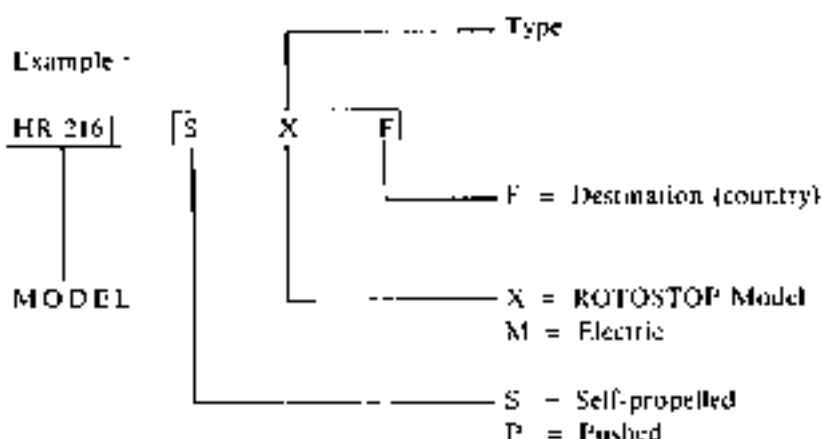 Type
Example :
HR 216 S X F
F = Destination (country)
MODEL
X = ROTOSTOP Model
M = Electric
S = Self-propelled
P = Pushed